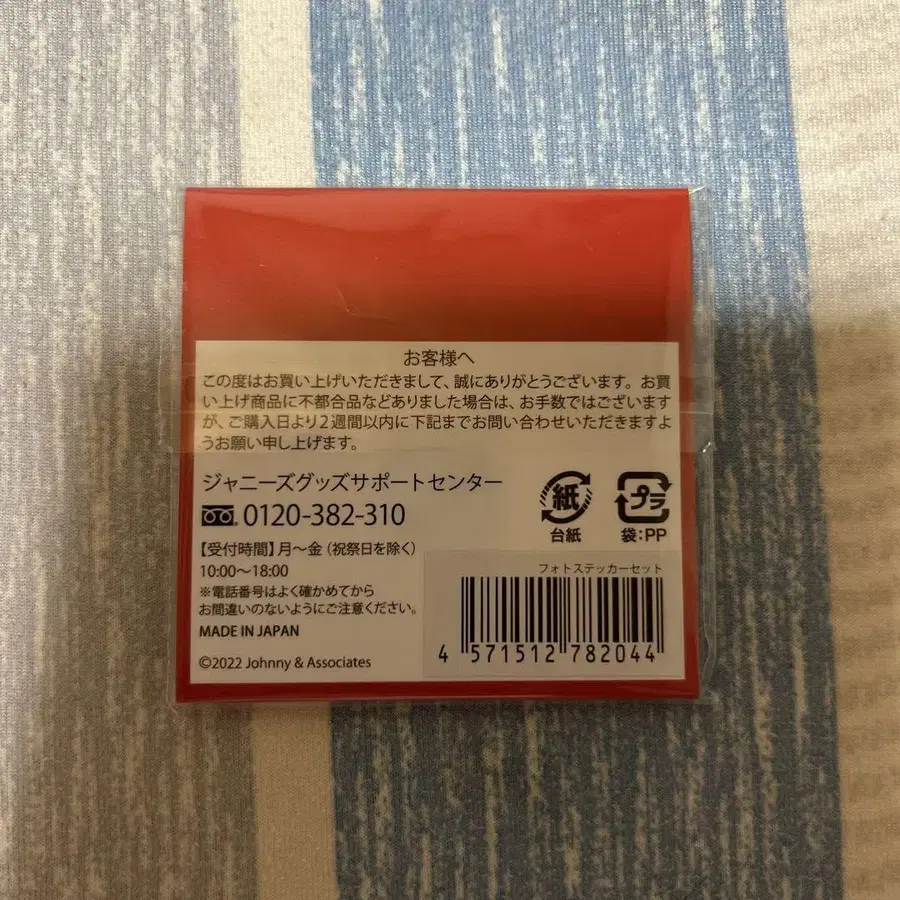 お客様へ
この度はお買い上げいただきまして、誠にありがとうございます。お買
い上げ商品に不都合品などありました場合は、お手数ではございます
が、ご購入日より2週間以内に下記までお問い合わせいただきますよ
うお願い申し上げます。
ジャニーズグッズサポートセンター
0120-382-310
【受付時間】月〜金（祝祭日を除く）
10:00〜18:00
※電話番号はよく確かめてから
お間違いのないようにご注意ください。
MADE IN JAPAN
©2022 Johnny & Associates
紙
台紙
プラ
袋:PP
フォトステッカーセット
4 571512 782044